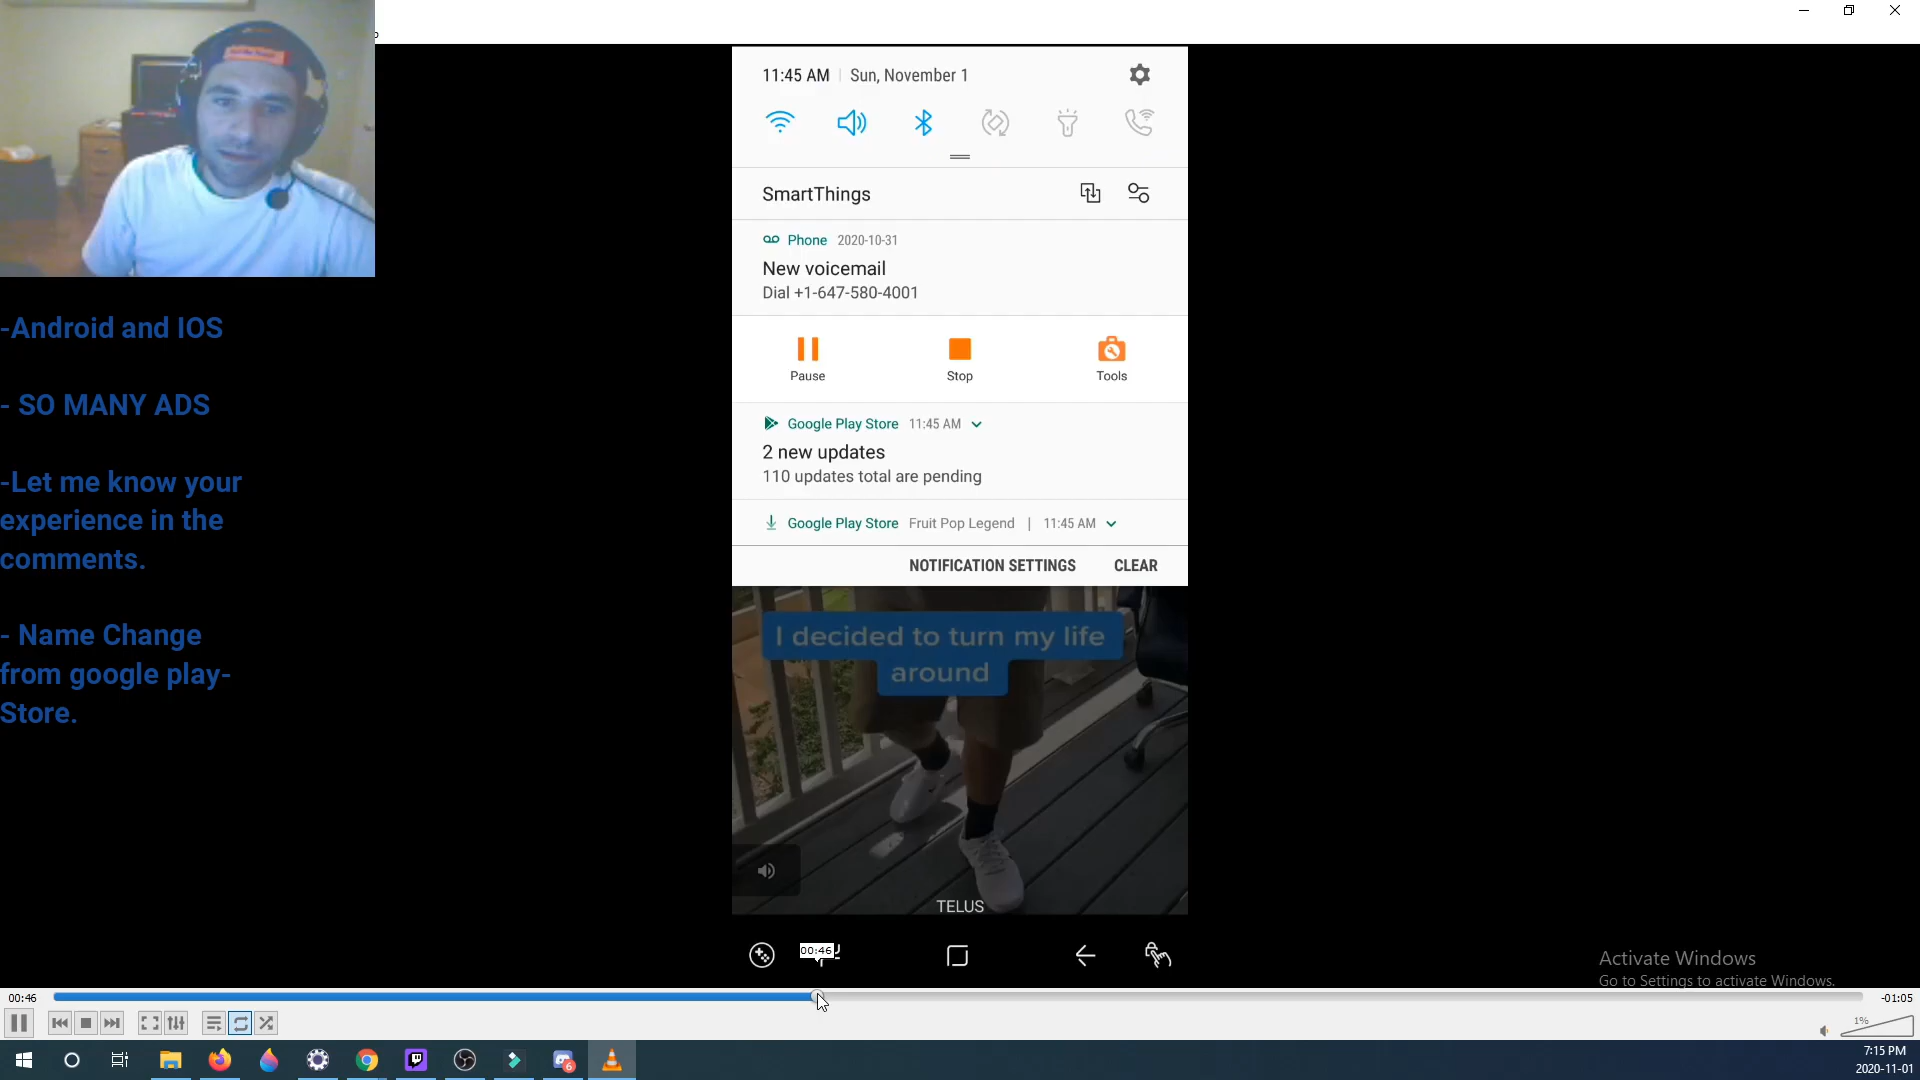 11:45 AM | Sun, November 1
SmartThings
Phone 2020-10-31
New voicemail
Dial +1-647-580-4001
Pause Stop Tools
Google Play Store 11:45 AM
2 new updates
110 updates total are pending
Google Play Store Fruit Pop Legend | 11:45 AM
NOTIFICATION SETTINGS CLEAR
I decided to turn my life
around
TELUS
-Android and IOS
- SO MANY ADS
-Let me know your
experience in the
comments.
- Name Change
from google play-
Store.
00:46
Activate Windows
Go to Settings to activate Windows.
00:46 -01:05
1%
6
7:15 PM
2020-11-01